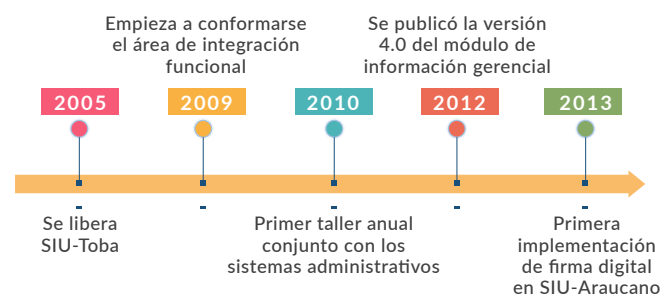 Empieza a conformarse
el área de integración
funcional
Se publicó la versión
4.0 del módulo de
información gerencial
2005
2009
2010
2012
2013
Se libera
SIU-Toba
Primer taller anual
conjunto con los
sistemas administrativos
Primera
implementación
de firma digital
en SIU-Araucano